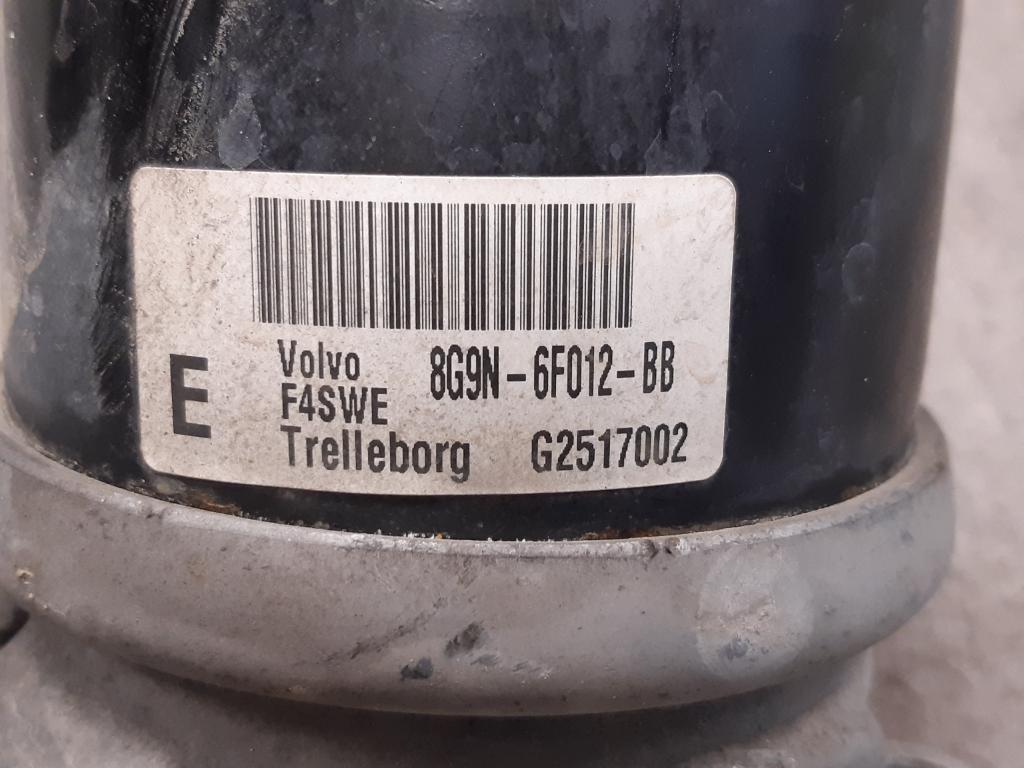 Volvo 8G9N-6F012-BB
E F4SWE
Trelleborg G2517002